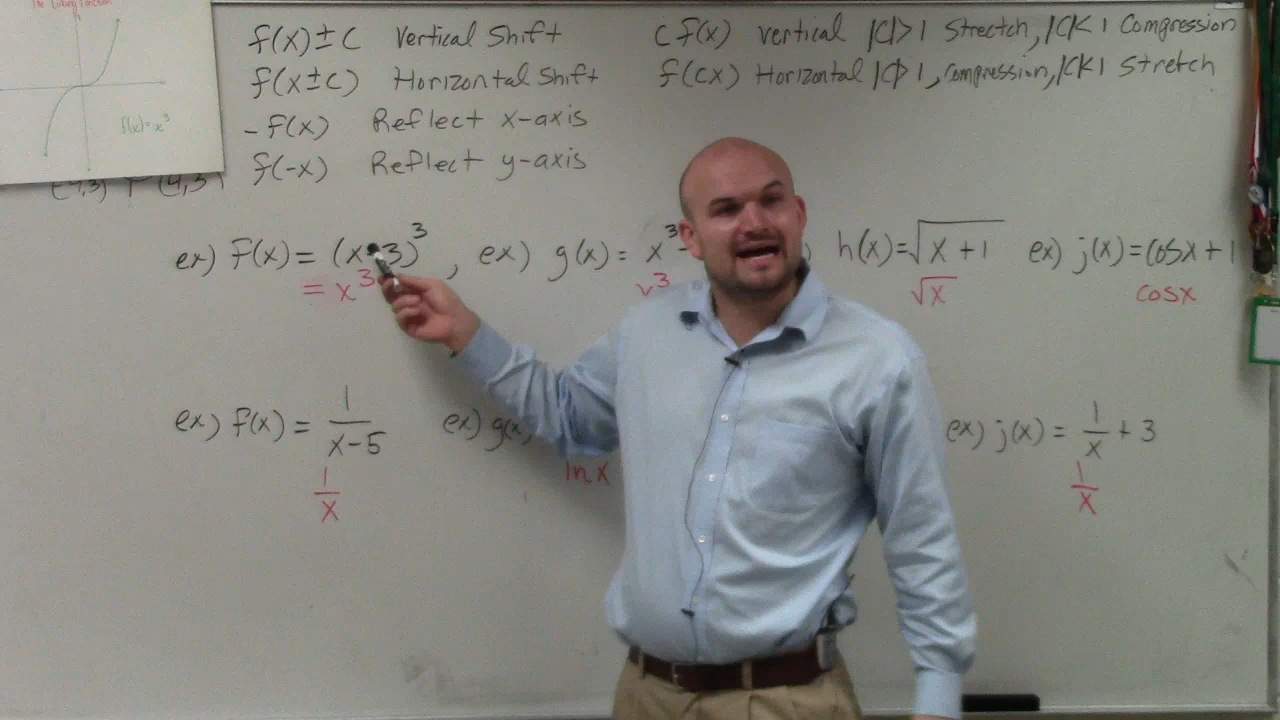 The Cubing Function
f(x)=x³
f(x)±c Vertical Shift
f(x±c) Horizontal Shift
-f(x) Reflect x-axis
f(-x) Reflect y-axis
cf(x) vertical |c|>1 Strectch, |c|<1 Compression
f(cx) Horizontal |c|>1, compression, |c|<1 Stretch
ex) f(x) = (x 3)³ , ex) g(x) = x³ , h(x)=√x+1 ex) j(x)=cosx+1
= x³ x³ √x cosx
ex) f(x) = 1/x-5 ex) g(x ex) j(x) = 1/x + 3
1/x lnx 1/x